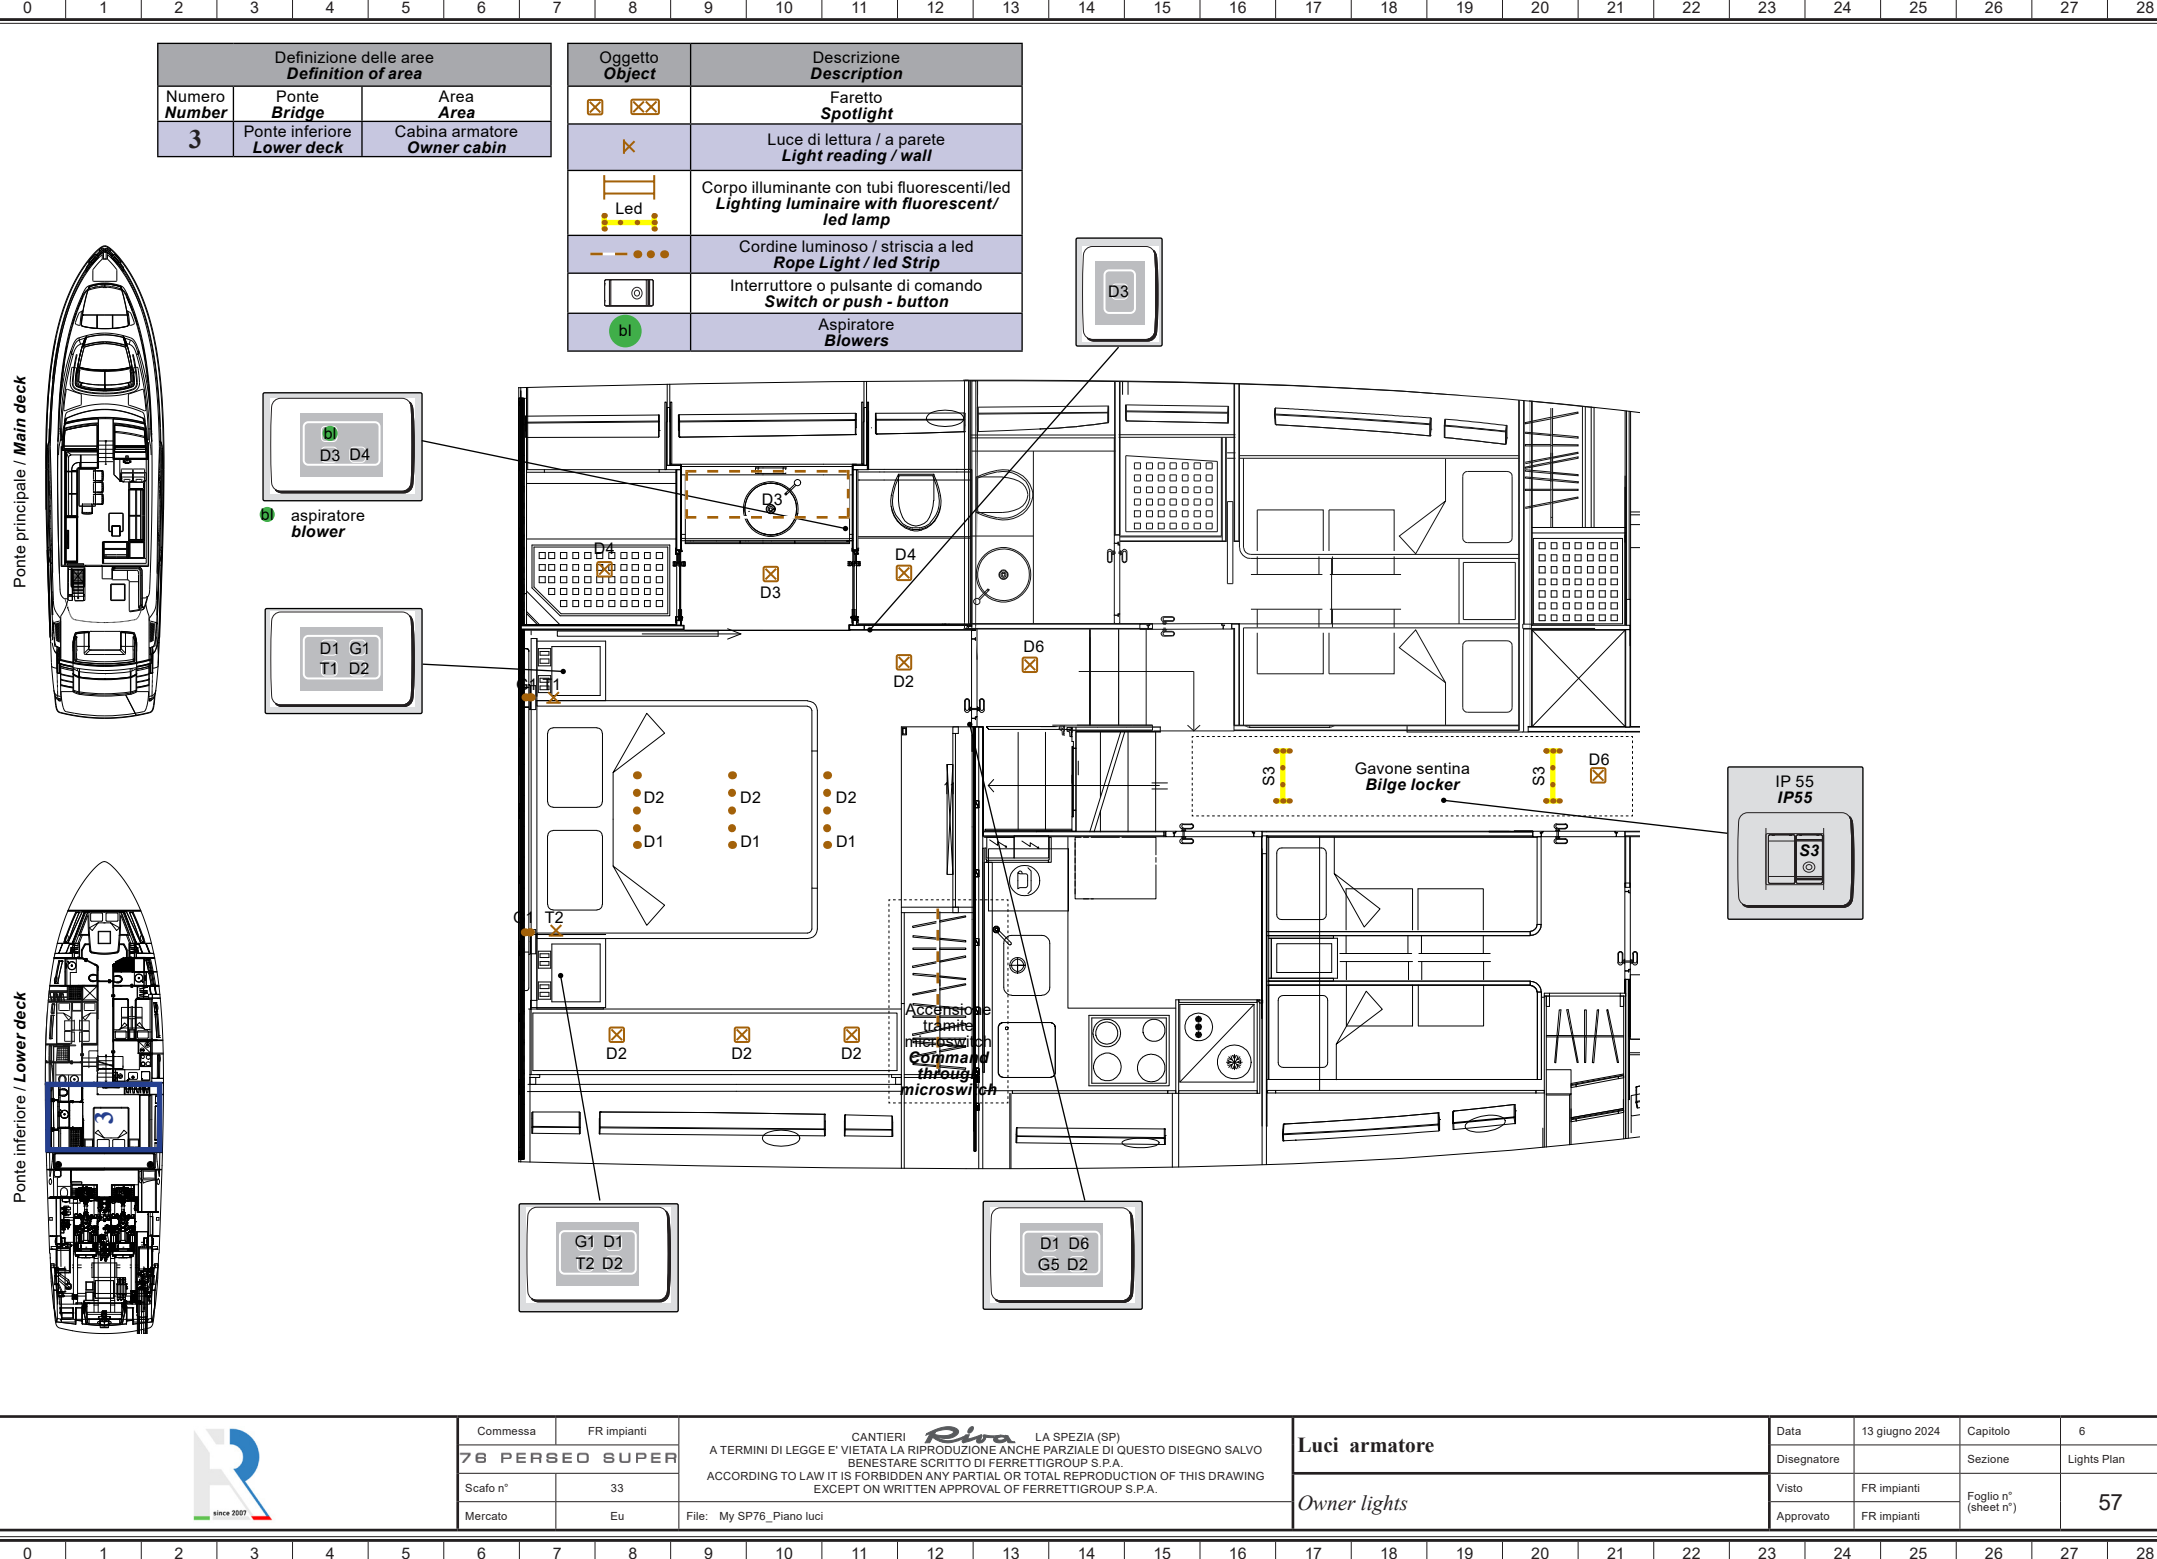 0 1 2 3 4 5 6 7 8 9 10 11 12 13 14 15 16 17 18 19 20 21 22 23 24 25 26 27 28
Definizione delle aree
Definition of area
Numero
Number
Ponte
Bridge
Area
Area
3
Ponte inferiore
Lower deck
Cabina armatore
Owner cabin
Oggetto
Object
Descrizione
Description
Faretto
Spotlight
Luce di lettura / a parete
Light reading / wall
Led
Corpo illuminante con tubi fluorescenti/led
Lighting luminaire with fluorescent/
led lamp
Cordine luminoso / striscia a led
Rope Light / led Strip
Interruttore o pulsante di comando
Switch or push - button
bl
Aspiratore
Blowers
D3
Ponte principale / Main deck
bl
D3 D4
bl aspiratore
blower
D1 G1
T1 D2
D3
D4
D4
D3
D2
D6
G1 T1
D2 D2 D2
D1 D1 D1
S3
Gavone sentina
Bilge locker
S3
D6
IP 55
IP55
S3
G1 T2
D2 D2 D2
Accensione
tramite
microswitch
Command
through
microswitch
Ponte inferiore / Lower deck
3
G1 D1
T2 D2
D1 D6
G5 D2
R
since 2007
Commessa FR impianti
76 PERSEO SUPER
Scafo n° 33
Mercato Eu
CANTIERI Riva LA SPEZIA (SP)
A TERMINI DI LEGGE E' VIETATA LA RIPRODUZIONE ANCHE PARZIALE DI QUESTO DISEGNO SALVO
BENESTARE SCRITTO DI FERRETTIGROUP S.P.A.
ACCORDING TO LAW IT IS FORBIDDEN ANY PARTIAL OR TOTAL REPRODUCTION OF THIS DRAWING
EXCEPT ON WRITTEN APPROVAL OF FERRETTIGROUP S.P.A.
File: My SP76_Piano luci
Luci armatore
Owner lights
Data 13 giugno 2024 Capitolo 6
Disegnatore Sezione Lights Plan
Visto FR impianti
Foglio n°
(sheet n°)
57
Approvato FR impianti
0 1 2 3 4 5 6 7 8 9 10 11 12 13 14 15 16 17 18 19 20 21 22 23 24 25 26 27 28